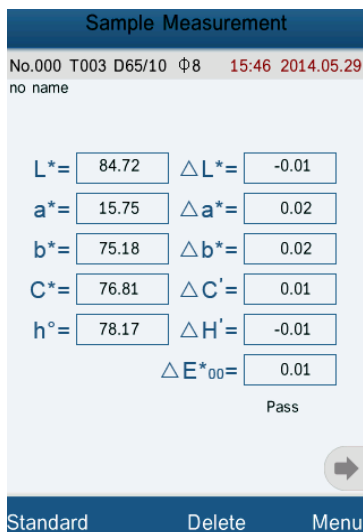 Sample Measurement
No.000 T003 D65/10 Φ8 15:46 2014.05.29
no name
L*= 84.72 △L*= -0.01
a*= 15.75 △a*= 0.02
b*= 75.18 △b*= 0.02
C*= 76.81 △C'= 0.01
h°= 78.17 △H'= -0.01
△E*00= 0.01
Pass
Standard Delete Menu